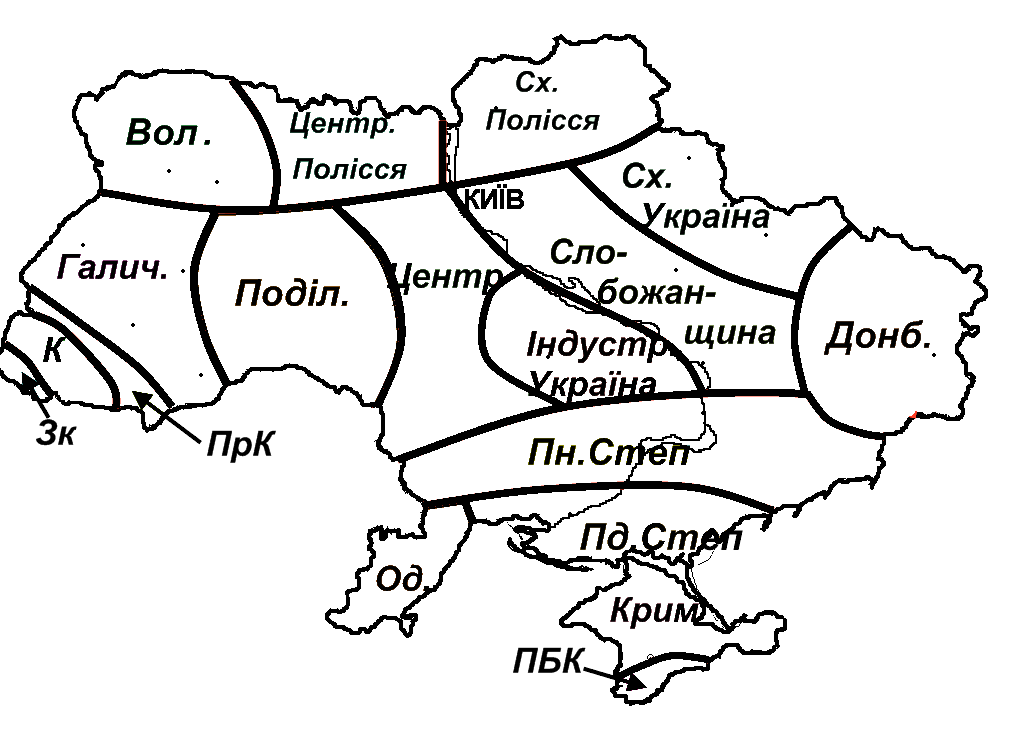 Сх.
Полісся
Вол.
Центр.
Полісся
КИЇВ
Сх.
Україна
Галич.
Поділ.
Центр
Сло-
божан-
щина
Індустр.
Україна
Донб.
К
Зк
ПрК
Пн.Степ
Пд.Степ
Од.
Крим
ПБК